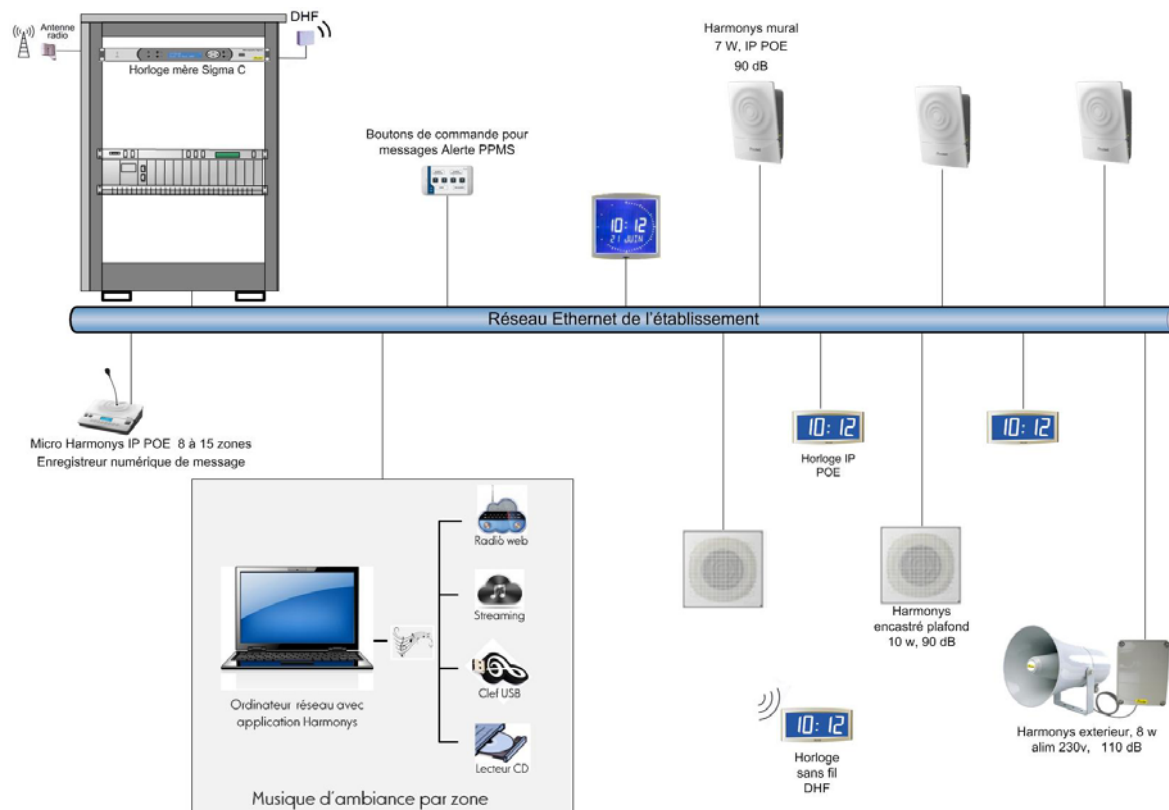 Antenne
radio
DHF
Horloge mère Sigma C
Boutons de commande pour
messages Alerte PPMS
10:12
21 JUIN
Harmonys mural
7 W, IP POE
90 dB
Réseau Ethernet de l'établissement
Micro Harmonys IP POE 8 à 15 zones
Enregistreur numérique de message
10:12
Horloge IP
POE
10:12
Radio web
Streaming
Clef USB
Lecteur CD
Ordinateur réseau avec
application Harmonys
Musique d'ambiance par zone
Harmonys
encastré plafond
10 w, 90 dB
10:12
Horloge
sans fil
DHF
Harmonys exterieur, 8 w
alim 230v, 110 dB